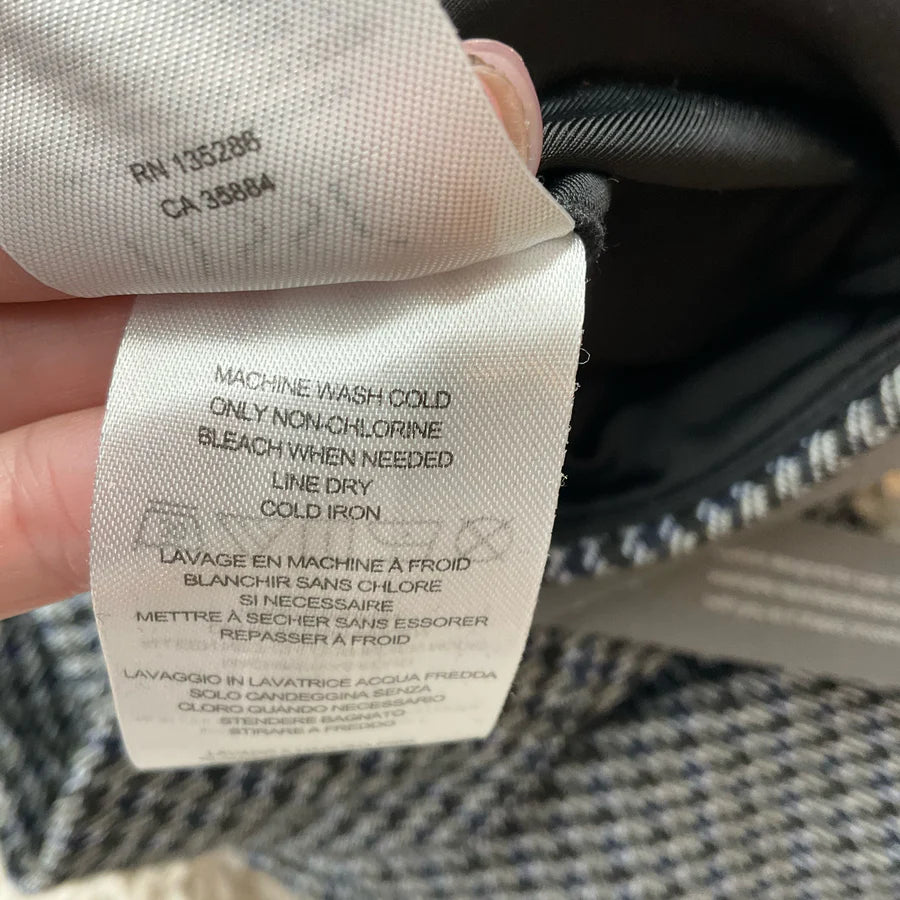 RN 135286
CA 35884
MACHINE WASH COLD
ONLY NON-CHLORINE
BLEACH WHEN NEEDED
LINE DRY
COLD IRON
LAVAGE EN MACHINE À FROID
BLANCHIR SANS CHLORE
SI NECESSAIRE
METTRE À SECHER SANS ESSORER
REPASSER À FROID
LAVAGGIO IN LAVATRICE ACQUA FREDDA
SOLO CANDEGGINA SENZA
CLORO QUANDO NECESSARIO
STENDERE BAGNATO
STIRARE A FREDDO